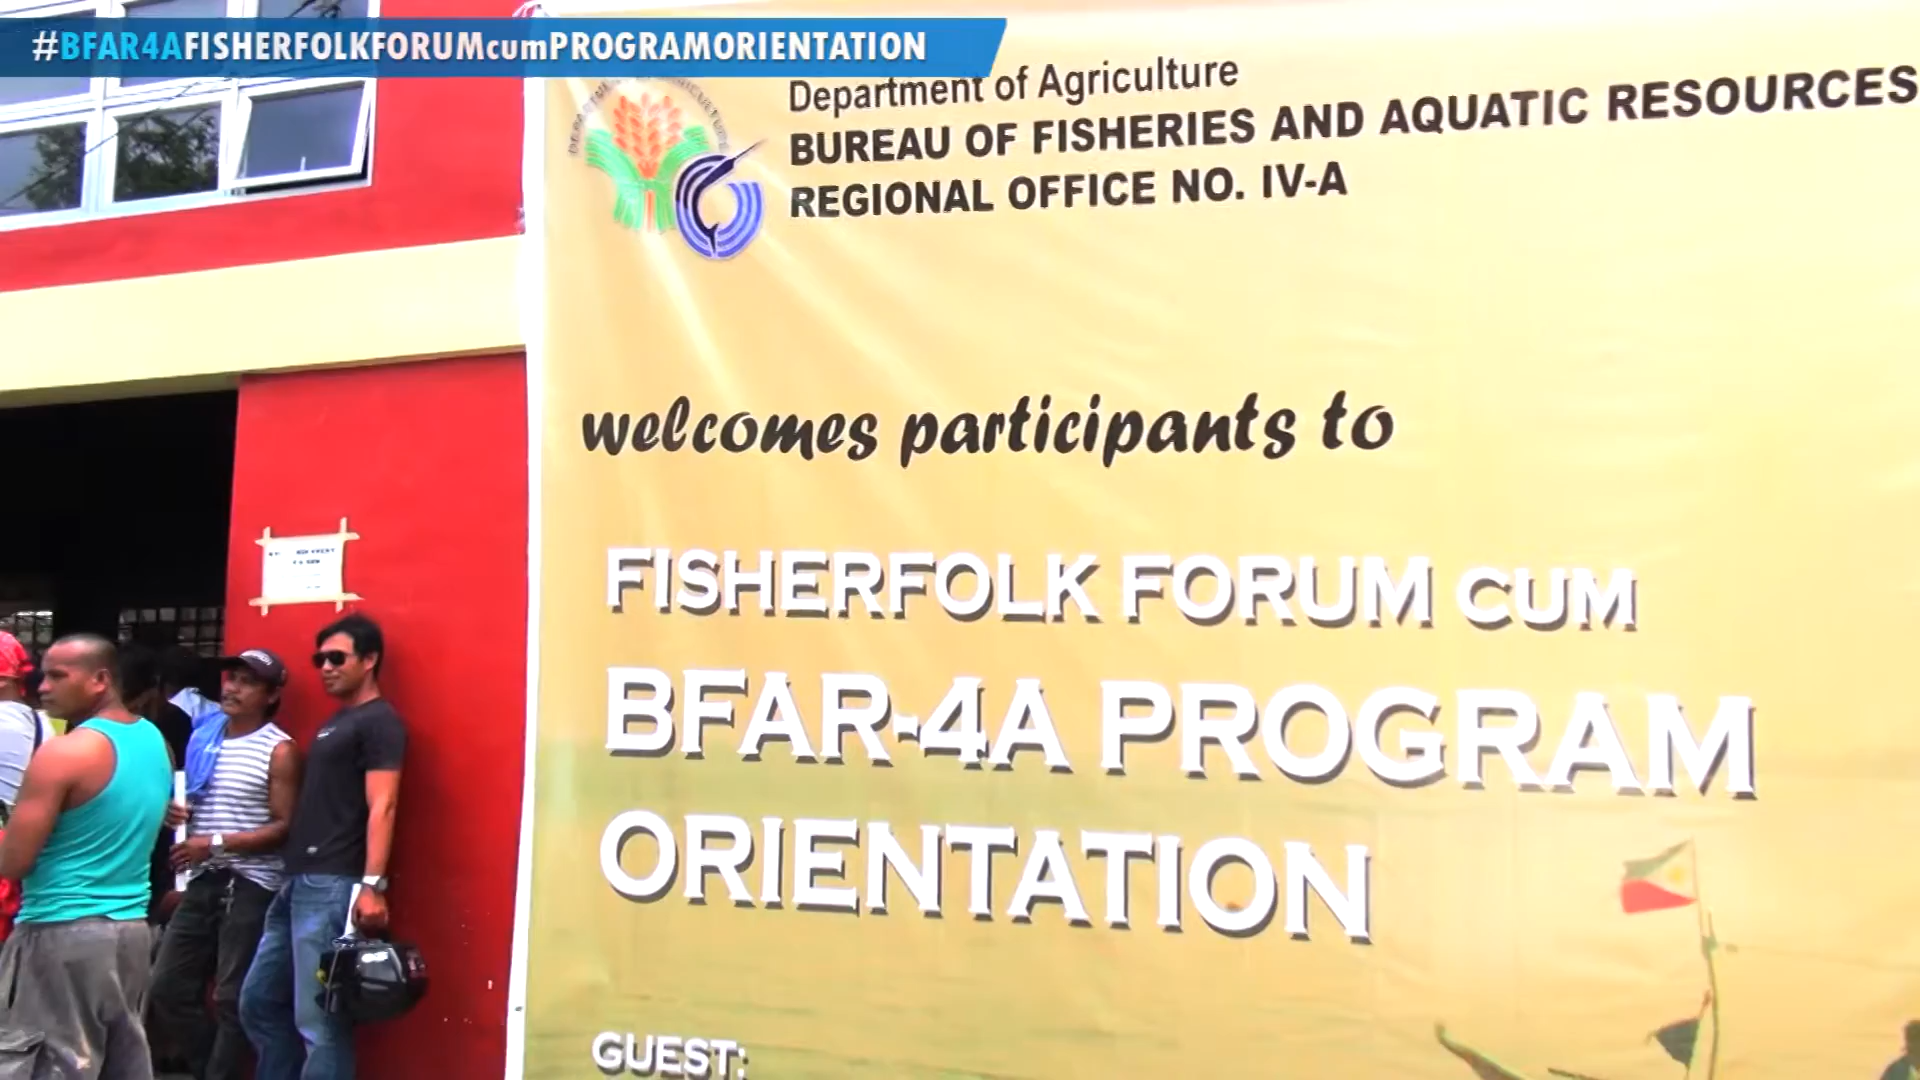 #BFAR4AFISHERFOLKFORUMcumPROGRAMORIENTATION
Department of Agriculture
BUREAU OF FISHERIES AND AQUATIC RESOURCES
REGIONAL OFFICE NO. IV-A
welcomes participants to
FISHERFOLK FORUM CUM
BFAR-4A PROGRAM
ORIENTATION
GUEST: